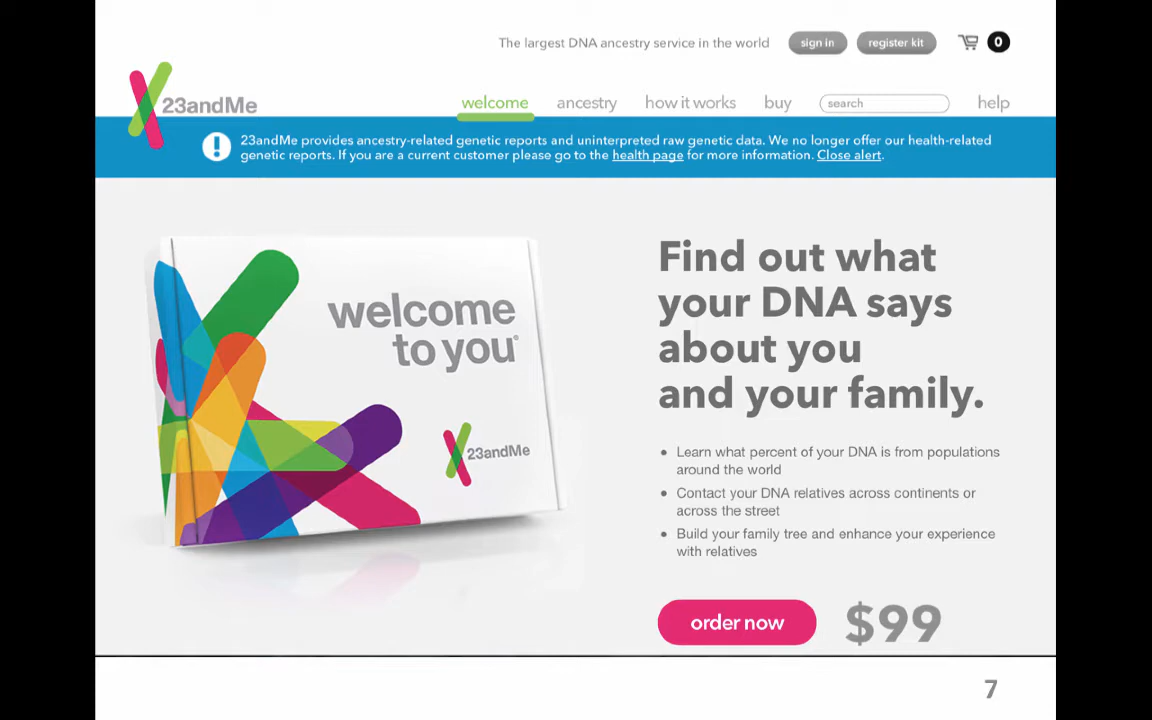 The largest DNA ancestry service in the world
sign in
register kit
0
23andMe
welcome
ancestry
how it works
buy
search
help
23andMe provides ancestry-related genetic reports and uninterpreted raw genetic data. We no longer offer our health-related
genetic reports. If you are a current customer please go to the health page for more information. Close alert.
welcome
to you®
23andMe
Find out what
your DNA says
about you
and your family.
• Learn what percent of your DNA is from populations
around the world
• Contact your DNA relatives across continents or
across the street
• Build your family tree and enhance your experience
with relatives
order now
$99
7